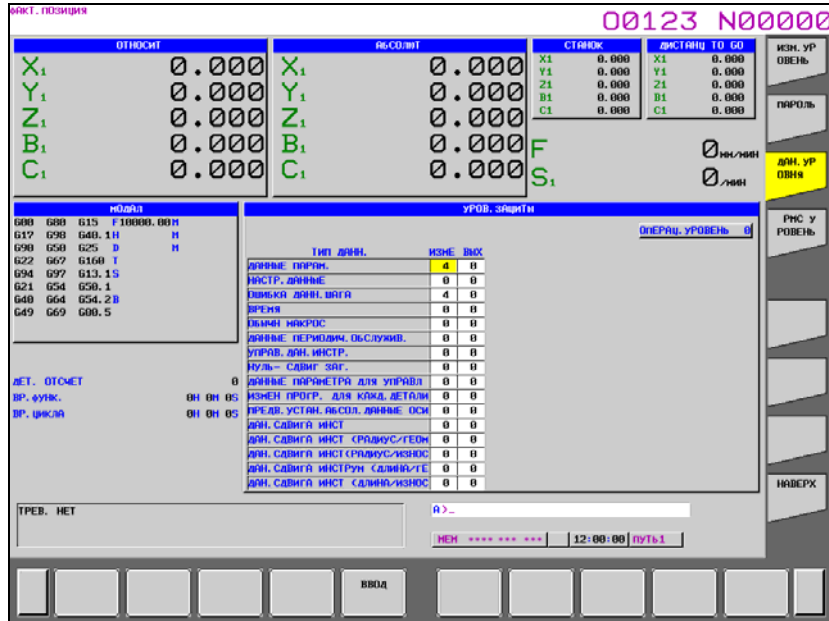 ФАКТ. ПОЗИЦИЯ
O0123 N00000
ОТНОСИТ
X1 0.000
Y1 0.000
Z1 0.000
B1 0.000
C1 0.000
АБСОЛЮТ
X1 0.000
Y1 0.000
Z1 0.000
B1 0.000
C1 0.000
СТАНОК
X1 0.000
Y1 0.000
Z1 0.000
B1 0.000
C1 0.000
ДИСТАНЦ TO GO
X1 0.000
Y1 0.000
Z1 0.000
B1 0.000
C1 0.000
F 0 мм/мин
S1 0 /мин
МОДАЛ
G00 G80 G15 F10000.00 M
G17 G98 G40.1 H M
G90 G50 G25 D M
G22 G67 G160 T
G94 G97 G13.1 S
G21 G54 G50.1
G40 G64 G54.2 B
G49 G69 G80.5
ДЕТ. ОТСЧЕТ 0
ВР. ФУНК. 0H 0M 0S
ВР. ЦИКЛА 0H 0M 0S
УРОВ. ЗАЩИТЫ
ОПЕРАЦ. УРОВЕНЬ 0
ТИП ДАНН. ИЗМЕ ВЫХ
ДАННЫЕ ПАРАМ. 4 0
НАСТР. ДАННЫЕ 0 0
ОШИБКА ДАНН. ШАГА 4 0
ВРЕМЯ 0 0
ОБЫЧН МАКРОС 0 0
ДАННЫЕ ПЕРИОДИЧ. ОБСЛУЖИВ. 0 0
УПРАВ. ДАН. ИНСТР. 0 0
НУЛЬ- СДВИГ ЗАГ. 0 0
ДАННЫЕ ПАРАМЕТРА ДЛЯ УПРАВЛ 0 0
ИЗМЕН ПРОГР. ДЛЯ КАЖД. ДЕТАЛИ 0 0
ПРЕДВ. УСТАН. АБСОЛ. ДАННЫЕ ОСИ 0 0
ДАН. СДВИГА ИНСТ 0 0
ДАН. СДВИГА ИНСТ (РАДИУС/ГЕОМ 0 0
ДАН. СДВИГА ИНСТ(РАДИУС/ИЗНОС 0 0
ДАН. СДВИГА ИНСТРУМ (ДЛИНА/ГЕ 0 0
ДАН. СДВИГА ИНСТ (ДЛИНА/ИЗНОС 0 0
ТРЕВ. НЕТ
A>_
MEM **** *** *** 12:00:00 ПУТЬ1
ВВОД
ИЗМ. УР
ОВЕНЬ
ПАРОЛЬ
ДАН. УР
ОВНЯ
PMC У
РОВЕНЬ
НАВЕРХ